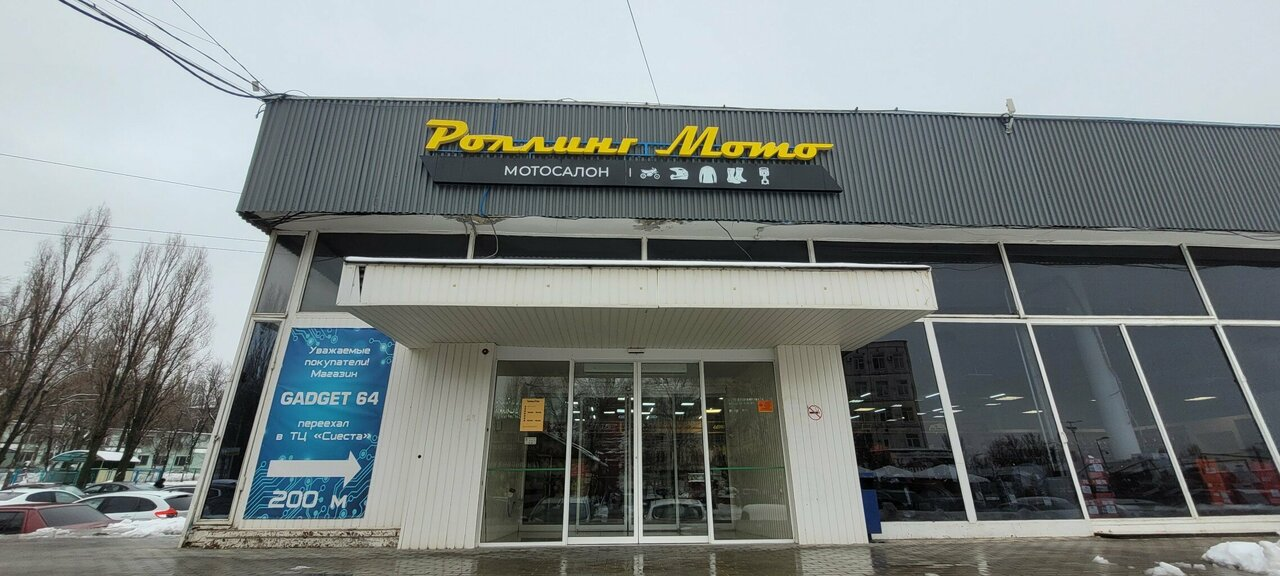 Роллинг Мото
МОТОСАЛОН
Уважаемые
покупатели!
Магазин
GADGET 64
переехал
в ТЦ «Сиеста»
200 м